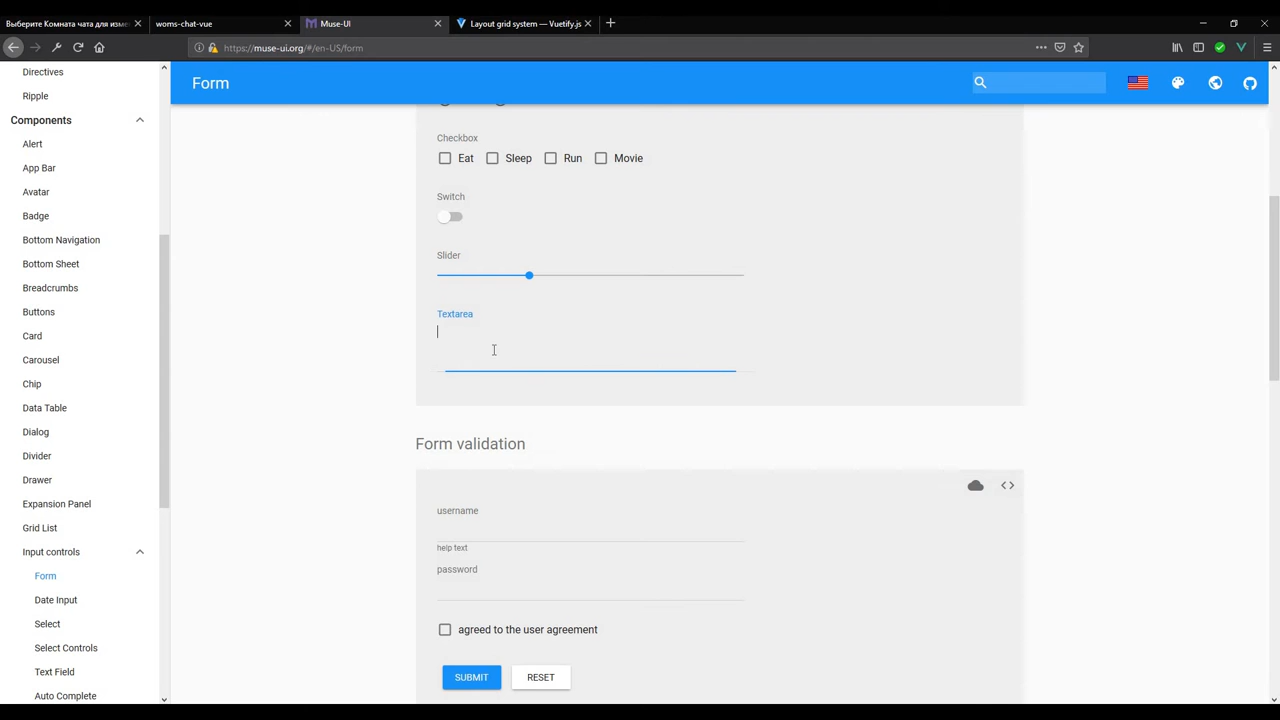 Выберите Комната чата для изме
woms-chat-vue
Muse-UI
Layout grid system — Vuetify.js
https://muse-ui.org/#/en-US/form
Directives
Ripple
Components
Alert
App Bar
Avatar
Badge
Bottom Navigation
Bottom Sheet
Breadcrumbs
Buttons
Card
Carousel
Chip
Data Table
Dialog
Divider
Drawer
Expansion Panel
Grid List
Input controls
Form
Date Input
Select
Select Controls
Text Field
Auto Complete
Form
Checkbox
Eat Sleep Run Movie
Switch
Slider
Textarea
Form validation
username
help text
password
agreed to the user agreement
SUBMIT RESET